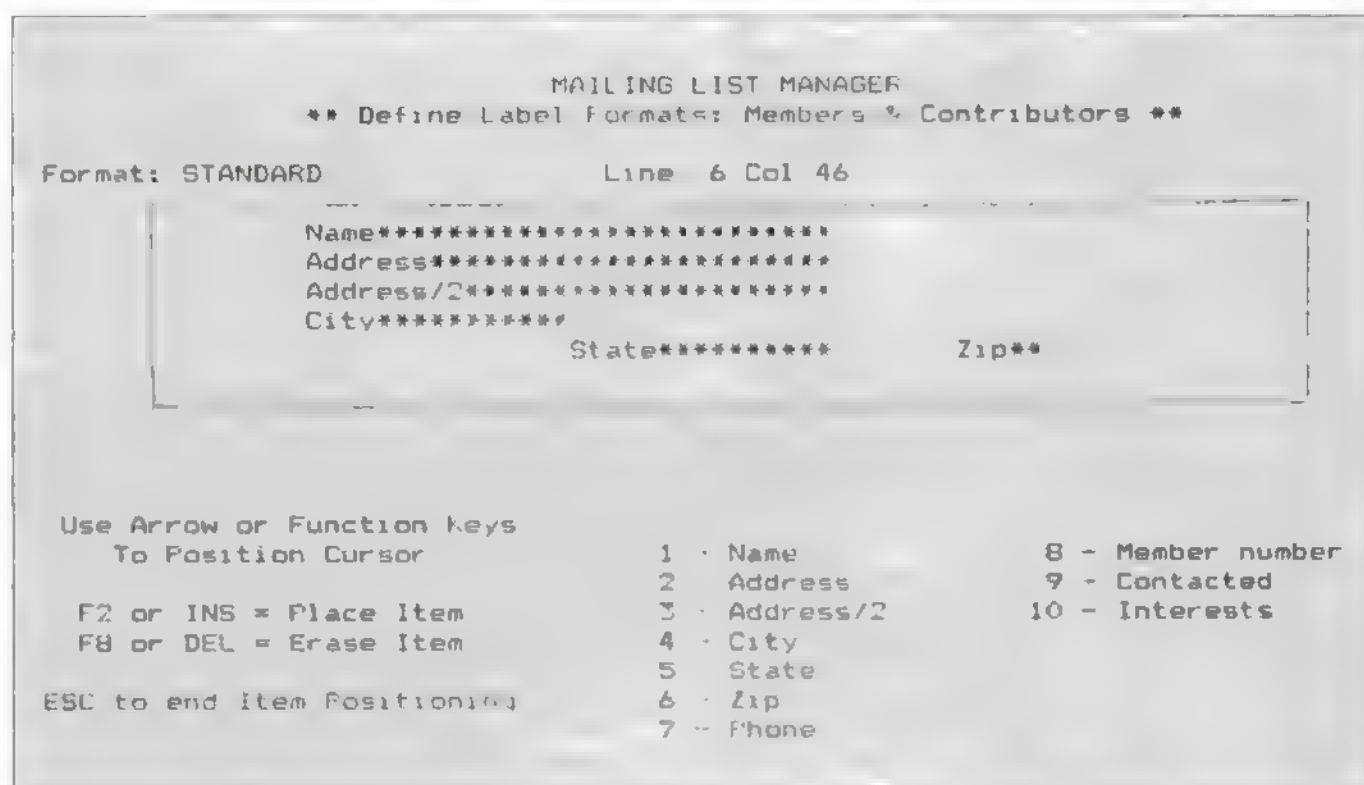 MAILING LIST MANAGER
** Define Label Formats: Members & Contributors **
Format: STANDARD Line 6 Col 46
Name**************************
Address***********************
Address/2*********************
City***********
State********** Zip**
Use Arrow or Function Keys
To Position Cursor
F2 or INS = Place Item
F8 or DEL = Erase Item
ESC to end Item Positioning
1 - Name
2 Address
3 - Address/2
4 - City
5 State
6 - Zip
7 - Phone
8 - Member number
9 - Contacted
10 - Interests